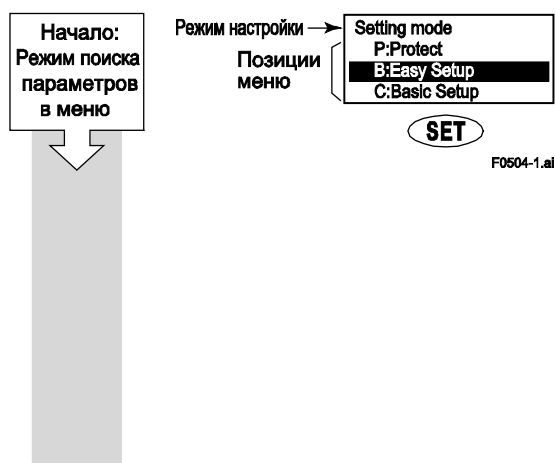 Начало:
Режим поиска
параметров
в меню
Режим настройки
Позиции
меню
Setting mode
P:Protect
B:Easy Setup
C:Basic Setup
SET
F0504-1.ai